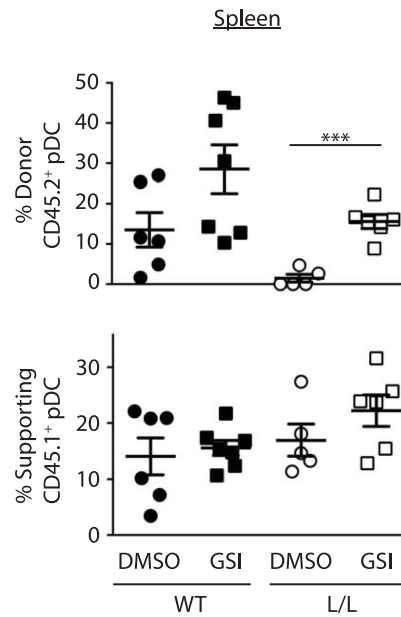 Spleen
% Donor
CD45.2⁺ pDC
50
40
30
20
10
0
***
% Supporting
CD45.1⁺ pDC
30
20
10
0
DMSO GSI DMSO GSI
WT L/L